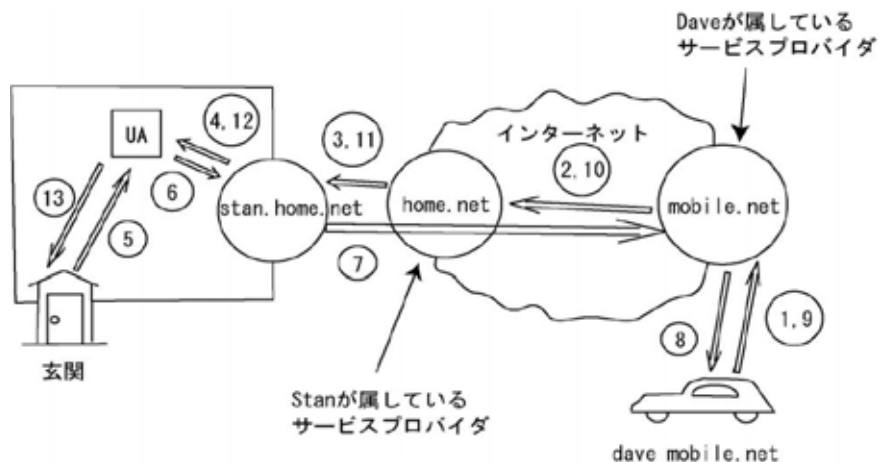 Daveが属している
サービスプロバイダ
4,12
UA
3,11
インターネット
2,10
13
6
stan.home.net
home.net
mobile.net
5
7
8
1,9
玄関
Stanが属している
サービスプロバイダ
dave mobile.net